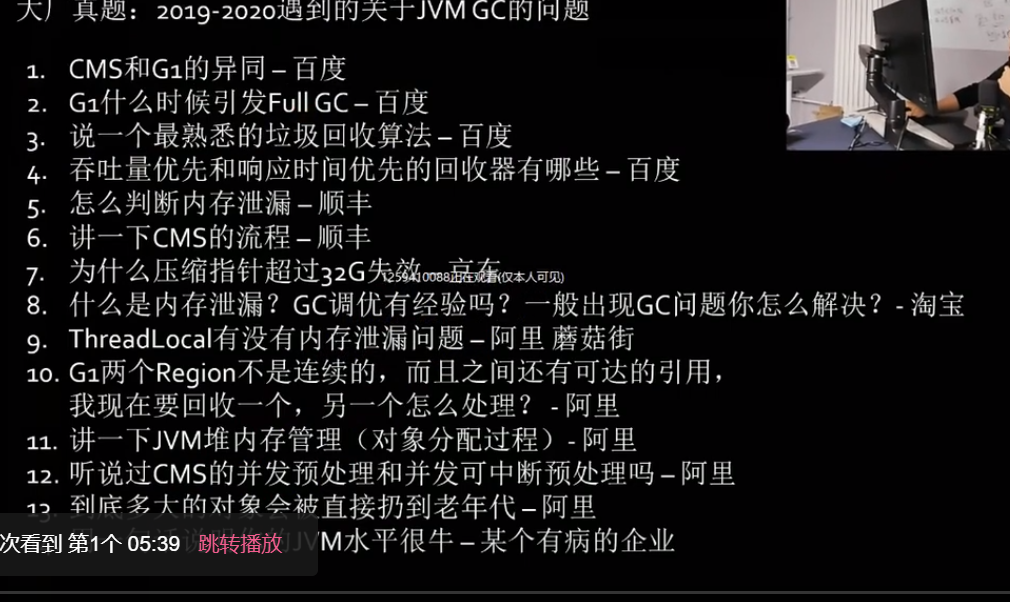 大厂真题：2019-2020遇到的关于JVM GC的问题
1. CMS和G1的异同 – 百度
2. G1什么时候引发Full GC – 百度
3. 说一个最熟悉的垃圾回收算法 – 百度
4. 吞吐量优先和响应时间优先的回收器有哪些 – 百度
5. 怎么判断内存泄漏 – 顺丰
6. 讲一下CMS的流程 – 顺丰
7. 为什么压缩指针超过32G失效 – 京东
正在观看(仅本人可见)
8. 什么是内存泄漏？GC调优有经验吗？一般出现GC问题你怎么解决？- 淘宝
9. ThreadLocal有没有内存泄漏问题 – 阿里 蘑菇街
10. G1两个Region不是连续的，而且之间还有可达的引用，
我现在要回收一个，另一个怎么处理？ - 阿里
11. 讲一下JVM堆内存管理（对象分配过程）- 阿里
12. 听说过CMS的并发预处理和并发可中断预处理吗 – 阿里
13. 到底多大的对象会被直接扔到老年代 – 阿里
的JVM水平很牛 – 某个有病的企业
次看到 第1个 05:39 跳转播放